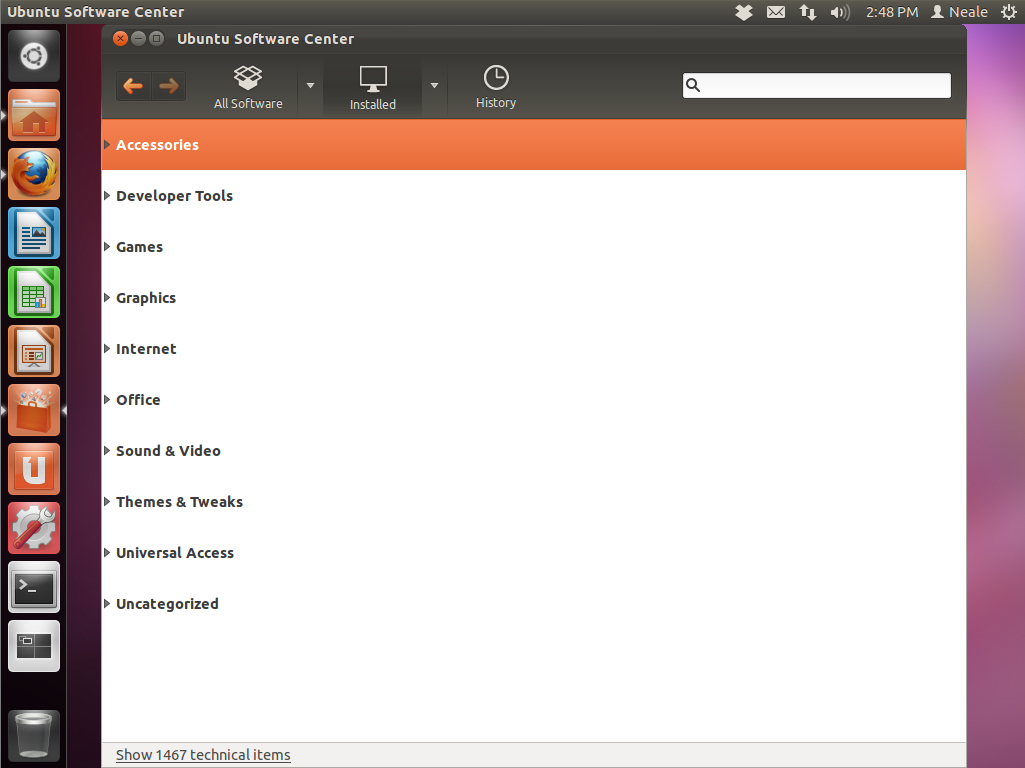 Ubuntu Software Center
2:48 PM
Neale
Ubuntu Software Center
All Software
Installed
History
Accessories
Developer Tools
Games
Graphics
Internet
Office
Sound & Video
Themes & Tweaks
Universal Access
Uncategorized
Show 1467 technical items
U
>_